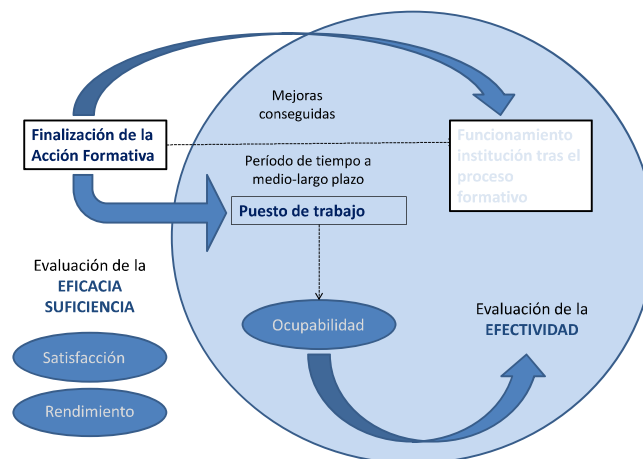 Mejoras
conseguidas
Finalización de la
Acción Formativa
Funcionamiento
institución tras el
proceso
formativo
Período de tiempo a
medio-largo plazo
Puesto de trabajo
Evaluación de la
EFICACIA
SUFICIENCIA
Ocupabilidad
Evaluación de la
EFECTIVIDAD
Satisfacción
Rendimiento